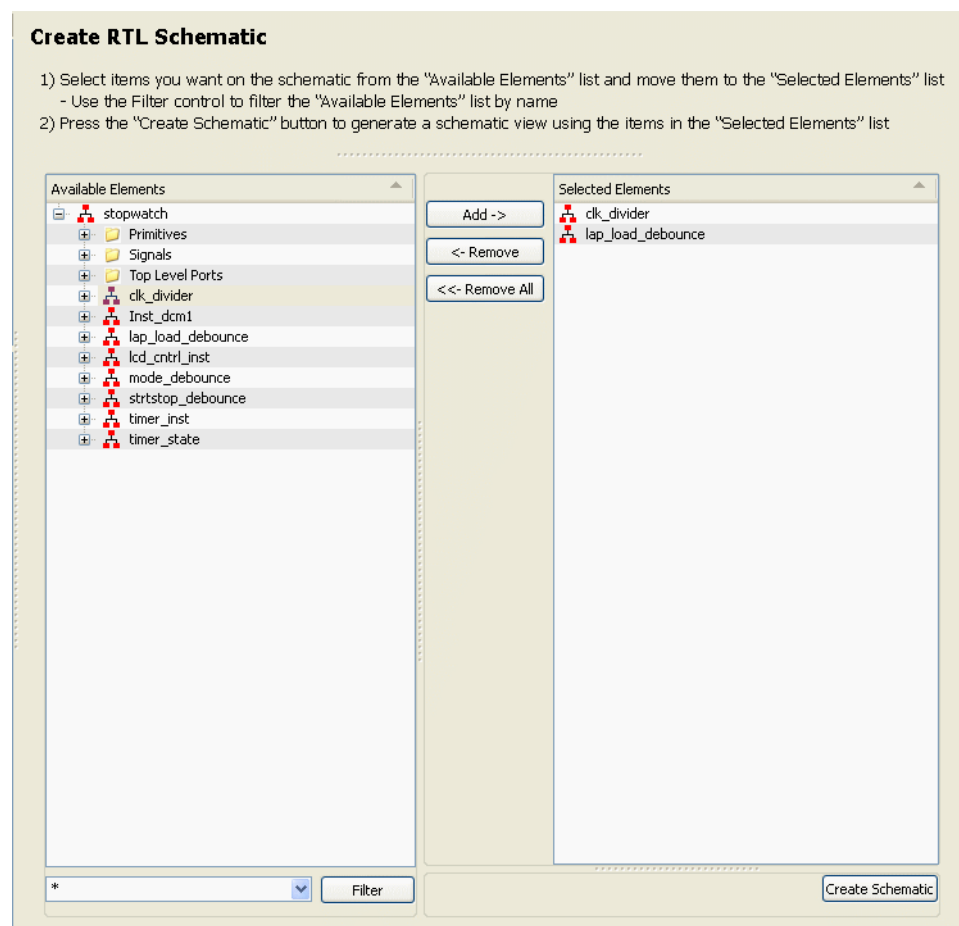 Create RTL Schematic
1) Select items you want on the schematic from the "Available Elements" list and move them to the "Selected Elements" list
- Use the Filter control to filter the "Available Elements" list by name
2) Press the "Create Schematic" button to generate a schematic view using the items in the "Selected Elements" list
Available Elements
stopwatch
Primitives
Signals
Top Level Ports
clk_divider
Inst_dcm1
lap_load_debounce
lcd_cntrl_inst
mode_debounce
strtstop_debounce
timer_inst
timer_state
*
Filter
Add ->
<- Remove
<<- Remove All
Selected Elements
clk_divider
lap_load_debounce
Create Schematic